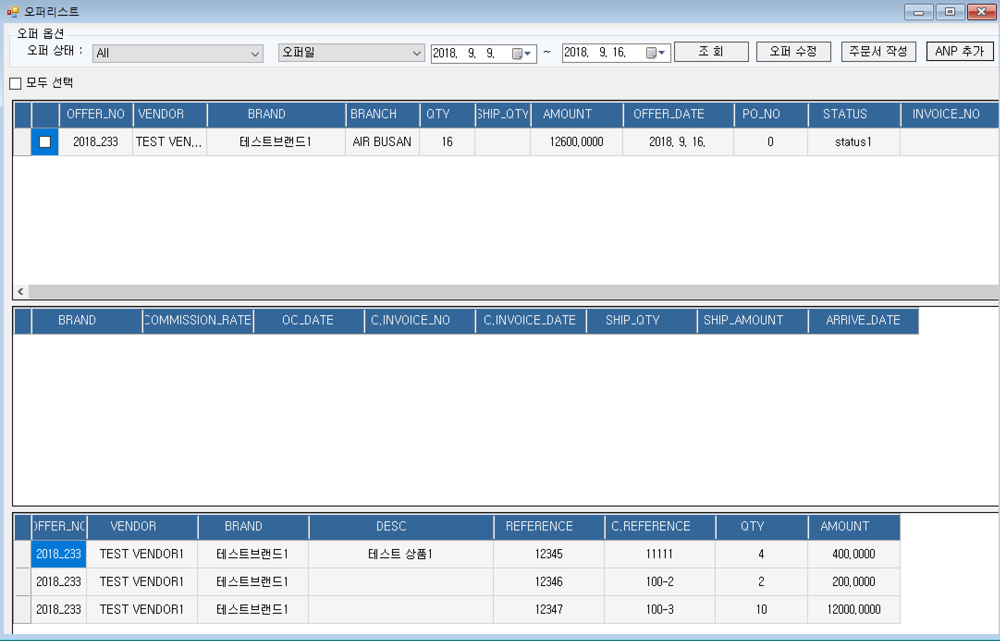 오퍼리스트
오퍼 옵션
오퍼 상태 : All 오퍼일 2018. 9. 9. ~ 2018. 9. 16. 조 회 오퍼 수정 주문서 작성 ANP 추가
모두 선택
OFFER_NO VENDOR BRAND BRANCH QTY SHIP_QTY AMOUNT OFFER_DATE PO_NO STATUS INVOICE_NO
2018_233 TEST VEN... 테스트브랜드1 AIR BUSAN 16 12600.0000 2018. 9. 16. 0 status1
BRAND COMMISSION_RATE OC_DATE C.INVOICE_NO C.INVOICE_DATE SHIP_QTY SHIP_AMOUNT ARRIVE_DATE
OFFER_NO VENDOR BRAND DESC REFERENCE C.REFERENCE QTY AMOUNT
2018_233 TEST VENDOR1 테스트브랜드1 테스트 상품1 12345 11111 4 400.0000
2018_233 TEST VENDOR1 테스트브랜드1 12346 100-2 2 200.0000
2018_233 TEST VENDOR1 테스트브랜드1 12347 100-3 10 12000.0000